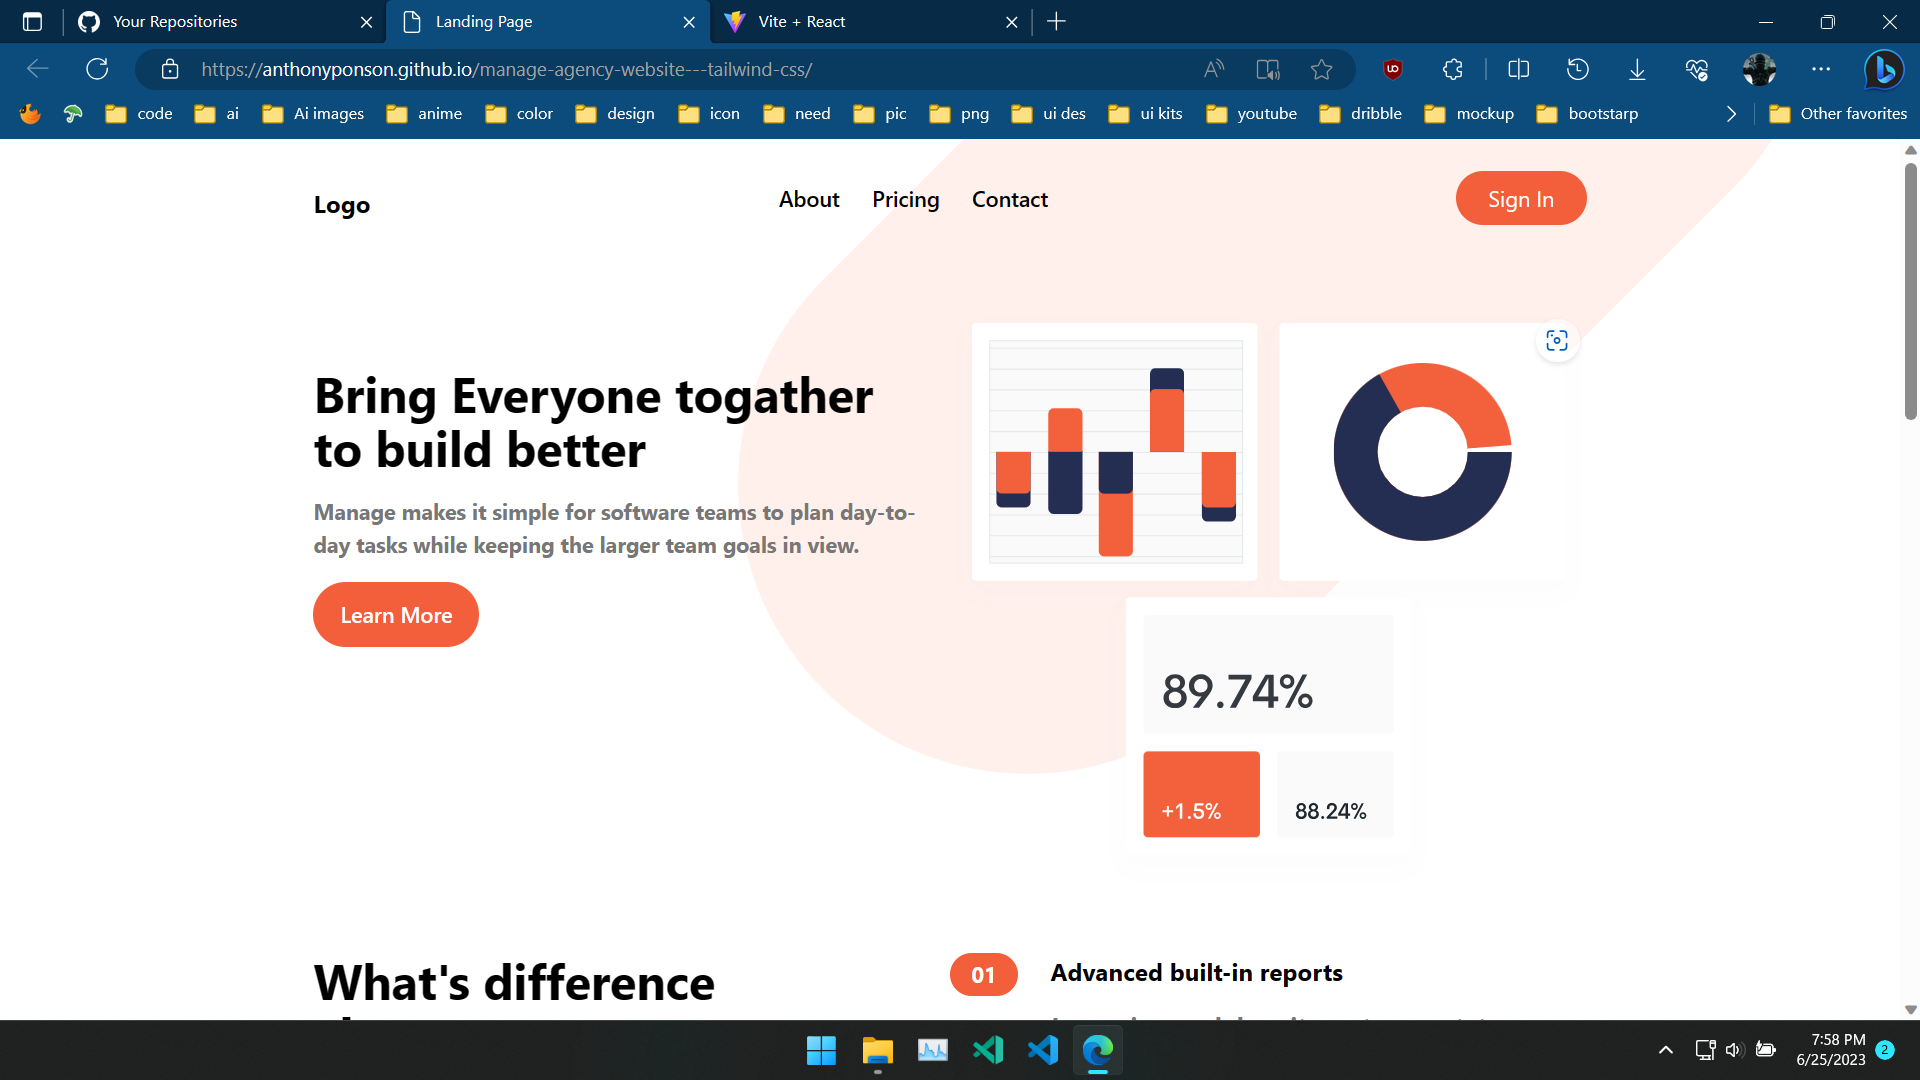 Your Repositories
Landing Page
Vite + React
https://anthonyponson.github.io/manage-agency-website---tailwind-css/
code
ai
Ai images
anime
color
design
icon
need
pic
png
ui des
ui kits
youtube
dribble
mockup
bootstarp
Other favorites
Logo
About
Pricing
Contact
Sign In
Bring Everyone togather
to build better
Manage makes it simple for software teams to plan day-to-
day tasks while keeping the larger team goals in view.
Learn More
89.74%
+1.5%
88.24%
What's difference
01
Advanced built-in reports
7:58 PM
6/25/2023
2